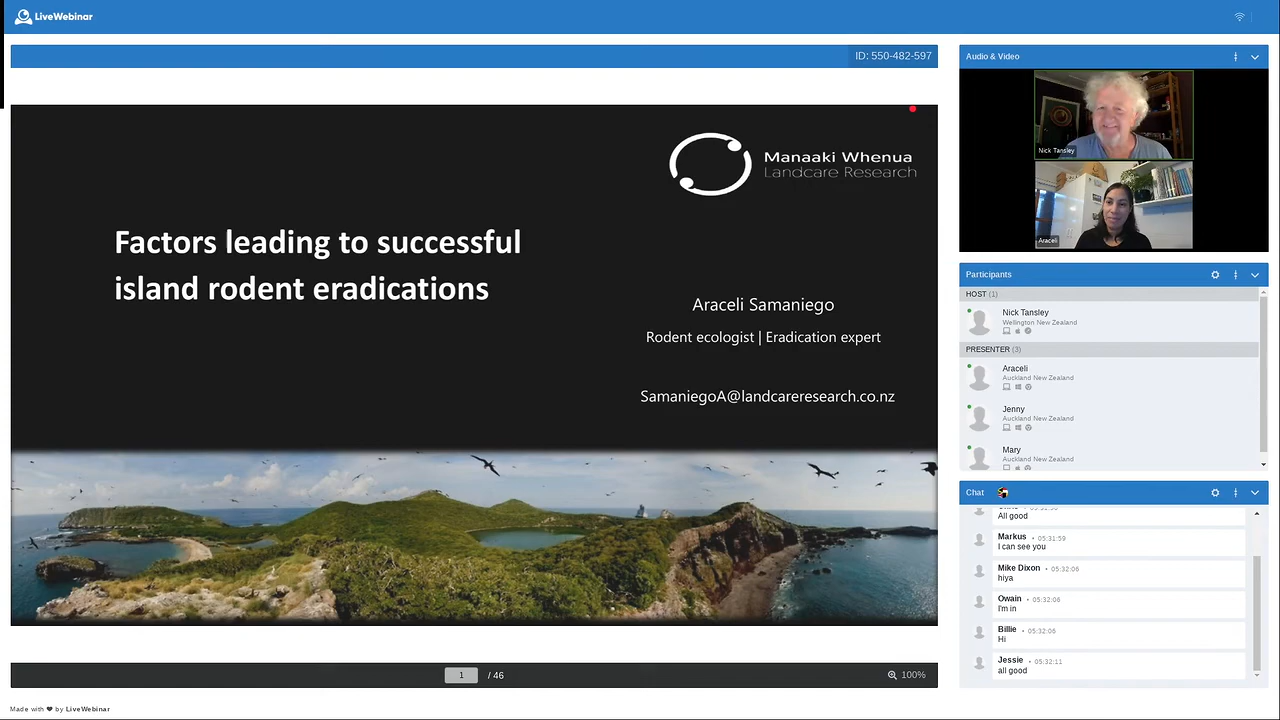 LiveWebinar
ID: 550-482-597
Manaaki Whenua
Landcare Research
Factors leading to successful
island rodent eradications
Araceli Samaniego
Rodent ecologist | Eradication expert
SamaniegoA@landcareresearch.co.nz
1 / 46
100%
Made with ❤ by LiveWebinar
Audio & Video
Nick Tansley
Araceli
Participants
HOST (1)
Nick Tansley
Wellington New Zealand
PRESENTER (3)
Araceli
Auckland New Zealand
Jenny
Auckland New Zealand
Mary
Auckland New Zealand
Chat
All good
Markus • 05:31:59
I can see you
Mike Dixon • 05:32:06
hiya
Owain • 05:32:06
I'm in
Billie • 05:32:06
Hi
Jessie • 05:32:11
all good